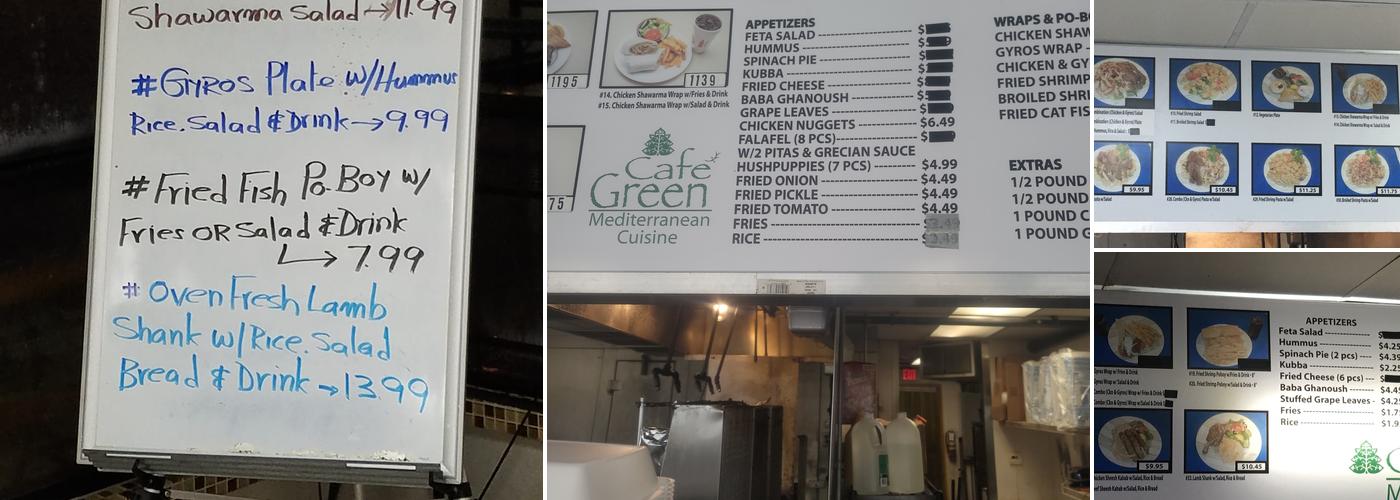 Shawarma Salad → 11.99
# Gyros Plate w/Hummus
Rice. Salad & Drink → 9.99
# Fried Fish Po-Boy w/
Fries OR Salad & Drink
↳ 7.99
# Oven Fresh Lamb
Shank w/Rice. Salad
Bread & Drink → 13.99
1195
1139
#14. Chicken Shawarma Wrap w/Fries & Drink
#15. Chicken Shawarma Wrap w/Salad & Drink
75
Café
Green
Mediterranean
Cuisine
APPETIZERS
FETA SALAD $
HUMMUS $
SPINACH PIE $
KUBBA $
FRIED CHEESE $
BABA GHANOUSH $
GRAPE LEAVES $
CHICKEN NUGGETS $6.49
FALAFEL (8 PCS) $
W/2 PITAS & GRECIAN SAUCE
HUSHPUPPIES (7 PCS) $4.99
FRIED ONION $4.49
FRIED PICKLE $4.49
FRIED TOMATO $4.49
FRIES
RICE
WRAPS & PO-B
CHICKEN SHAW
GYROS WRAP
CHICKEN & GY
FRIED SHRIMP
BROILED SHRI
FRIED CAT FIS
EXTRAS
1/2 POUND
1/2 POUND
1 POUND C
1 POUND G
EXIT
$9.95
$10.45
$11.25
$11.75
APPETIZERS
Feta Salad $
Hummus $4.25
Spinach Pie (2 pcs) $4.35
Kubba $2.25
Fried Cheese (6 pcs) $
Baba Ghanoush $4.45
Stuffed Grape Leaves $4.25
Fries $1.7
Rice $1.9
$9.95
$10.45